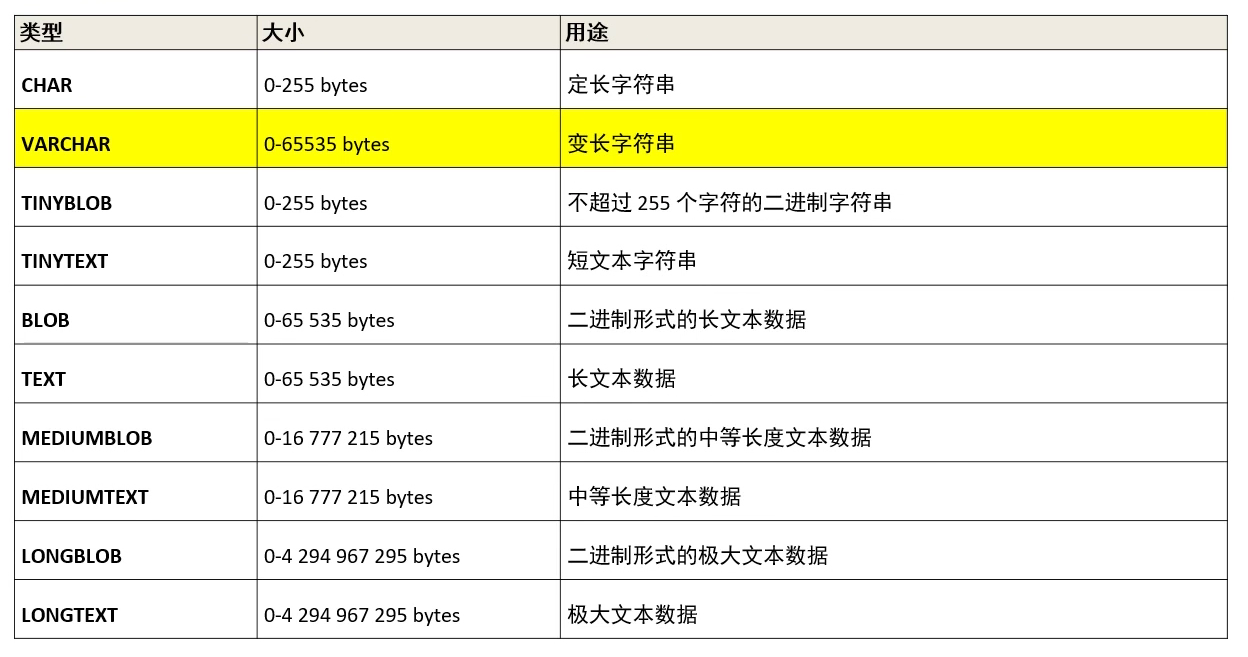 类型 大小 用途
CHAR 0-255 bytes 定长字符串
VARCHAR 0-65535 bytes 变长字符串
TINYBLOB 0-255 bytes 不超过 255 个字符的二进制字符串
TINYTEXT 0-255 bytes 短文本字符串
BLOB 0-65 535 bytes 二进制形式的长文本数据
TEXT 0-65 535 bytes 长文本数据
MEDIUMBLOB 0-16 777 215 bytes 二进制形式的中等长度文本数据
MEDIUMTEXT 0-16 777 215 bytes 中等长度文本数据
LONGBLOB 0-4 294 967 295 bytes 二进制形式的极大文本数据
LONGTEXT 0-4 294 967 295 bytes 极大文本数据